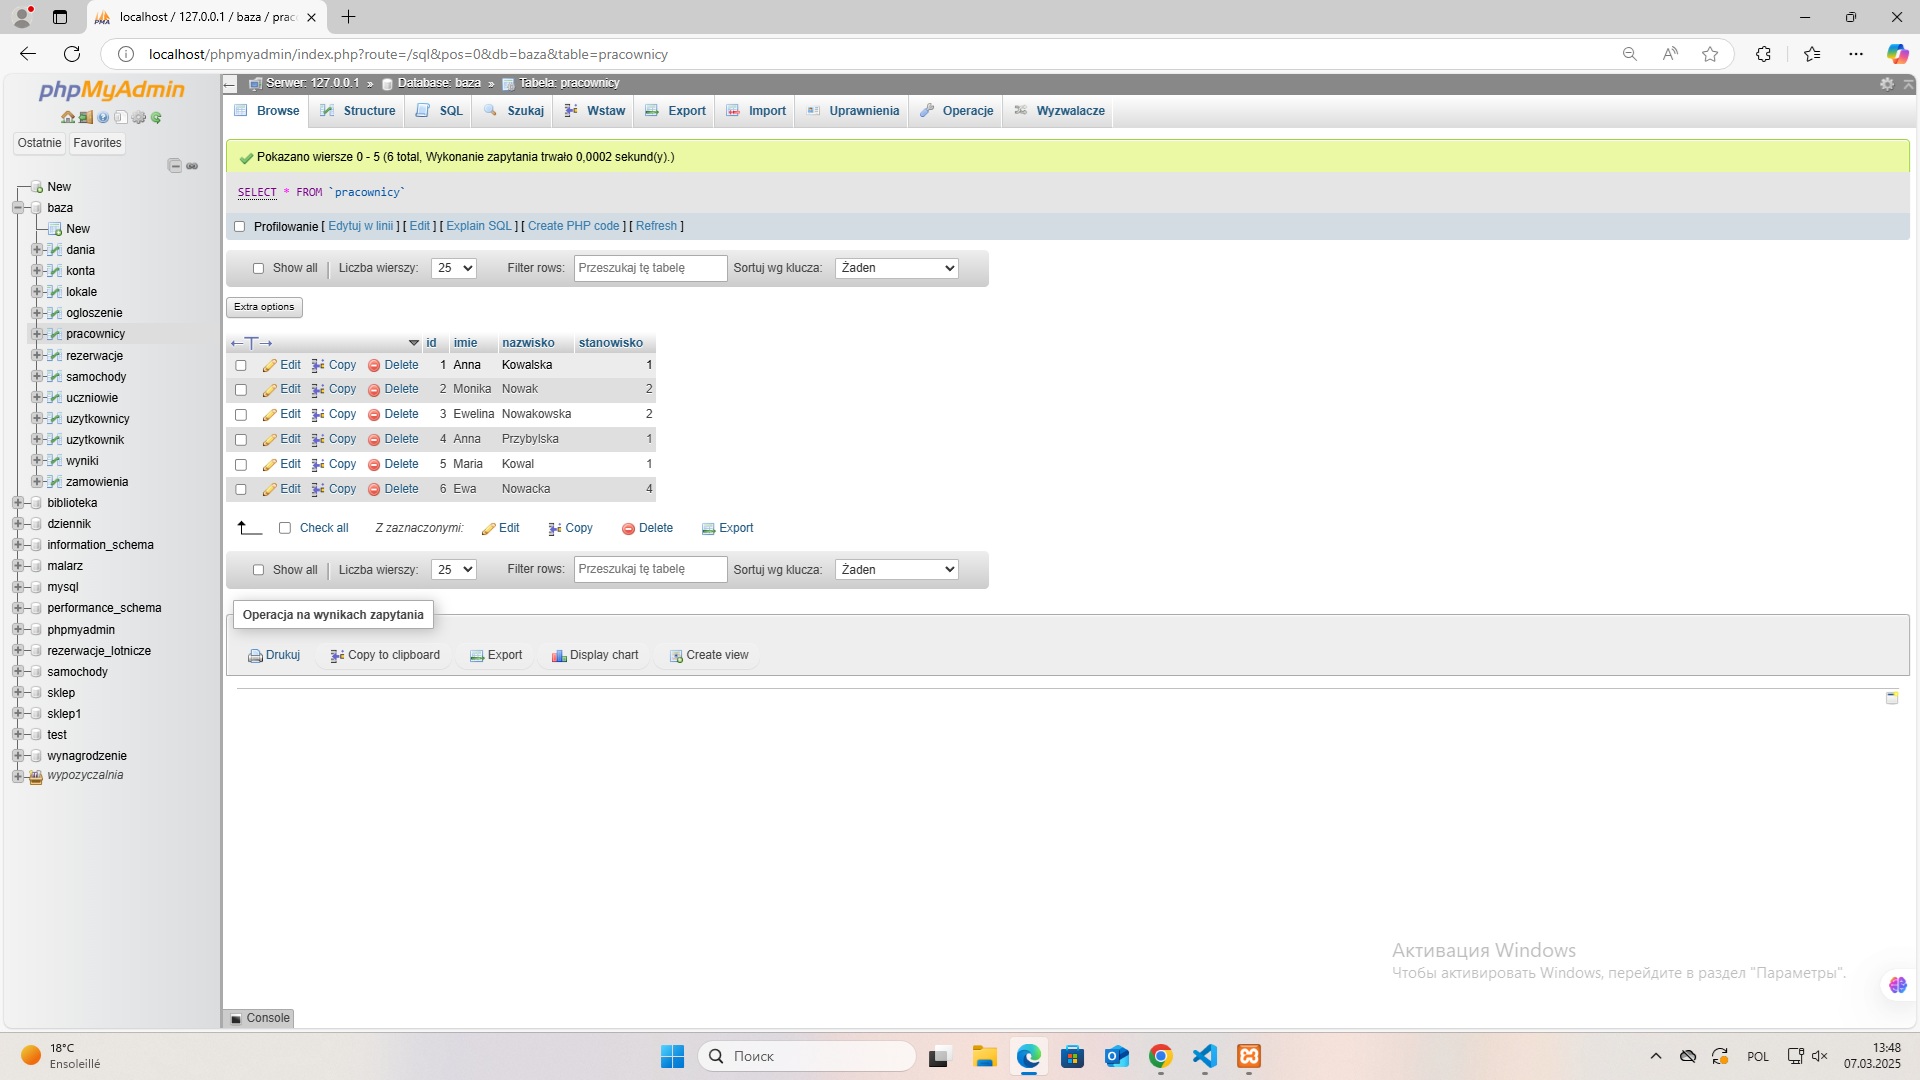 localhost / 127.0.0.1 / baza / prac
localhost/phpmyadmin/index.php?route=/sql&pos=0&db=baza&table=pracownicy
phpMyAdmin
Ostatnie Favorites
New
baza
New
dania
konta
lokale
ogloszenie
pracownicy
rezerwacje
samochody
uczniowie
uzytkownicy
uzytkownik
wyniki
zamowienia
biblioteka
dziennik
information_schema
malarz
mysql
performance_schema
phpmyadmin
rezerwacje_lotnicze
samochody
sklep
sklep1
test
wynagrodzenie
wypozyczalnia
Serwer: 127.0.0.1 » Database: baza » Tabela: pracownicy
Browse Structure SQL Szukaj Wstaw Export Import Uprawnienia Operacje Wyzwalacze
Pokazano wiersze 0 - 5 (6 total, Wykonanie zapytania trwało 0,0002 sekund(y).)
SELECT * FROM `pracownicy`
Profilowanie [ Edytuj w linii ] [ Edit ] [ Explain SQL ] [ Create PHP code ] [ Refresh ]
Show all | Liczba wierszy: 25 Filter rows: Przeszukaj tę tabelę Sortuj wg klucza: Żaden
Extra options
←T→ id imie nazwisko stanowisko
Edit Copy Delete 1 Anna Kowalska 1
Edit Copy Delete 2 Monika Nowak 2
Edit Copy Delete 3 Ewelina Nowakowska 2
Edit Copy Delete 4 Anna Przybylska 1
Edit Copy Delete 5 Maria Kowal 1
Edit Copy Delete 6 Ewa Nowacka 4
Check all Z zaznaczonymi: Edit Copy Delete Export
Show all | Liczba wierszy: 25 Filter rows: Przeszukaj tę tabelę Sortuj wg klucza: Żaden
Operacja na wynikach zapytania
Drukuj Copy to clipboard Export Display chart Create view
Активация Windows
Чтобы активировать Windows, перейдите в раздел "Параметры".
Console
18°C
Ensoleillé
Поиск
POL
13:48
07.03.2025